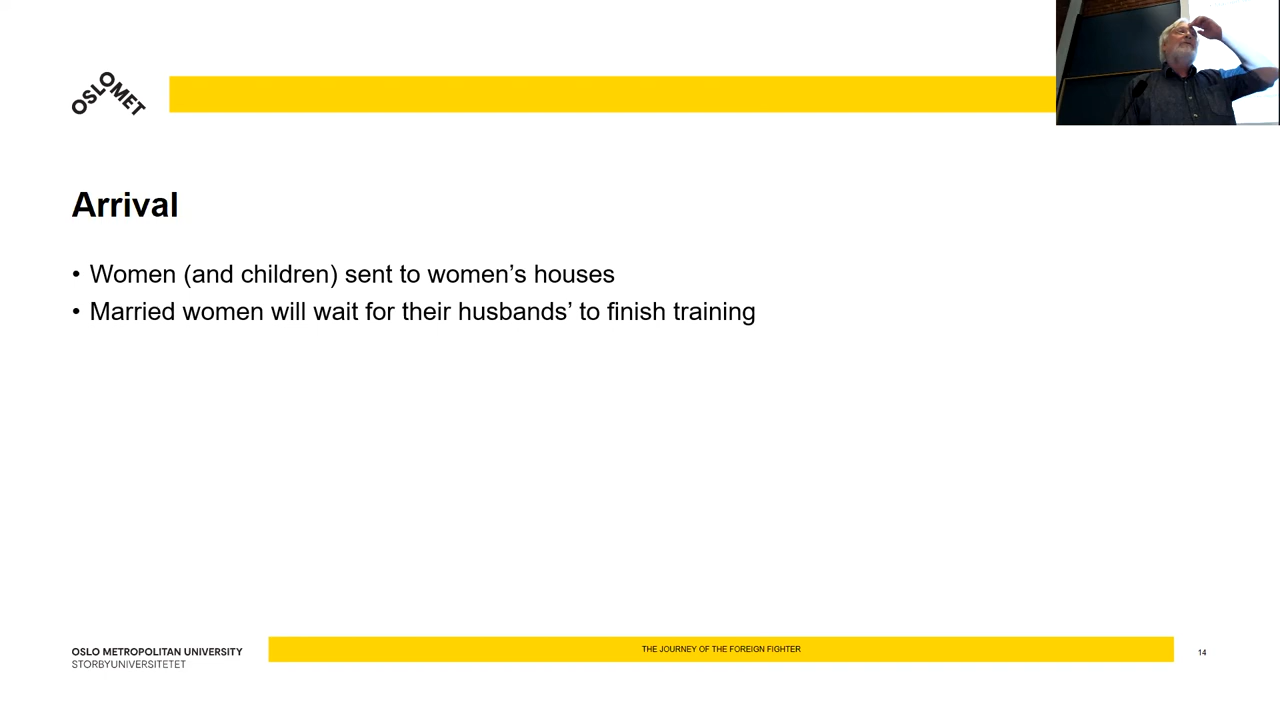 OSLOMET
Arrival
• Women (and children) sent to women’s houses
• Married women will wait for their husbands’ to finish training
OSLO METROPOLITAN UNIVERSITY
STORBYUNIVERSITETET
THE JOURNEY OF THE FOREIGN FIGHTER
14